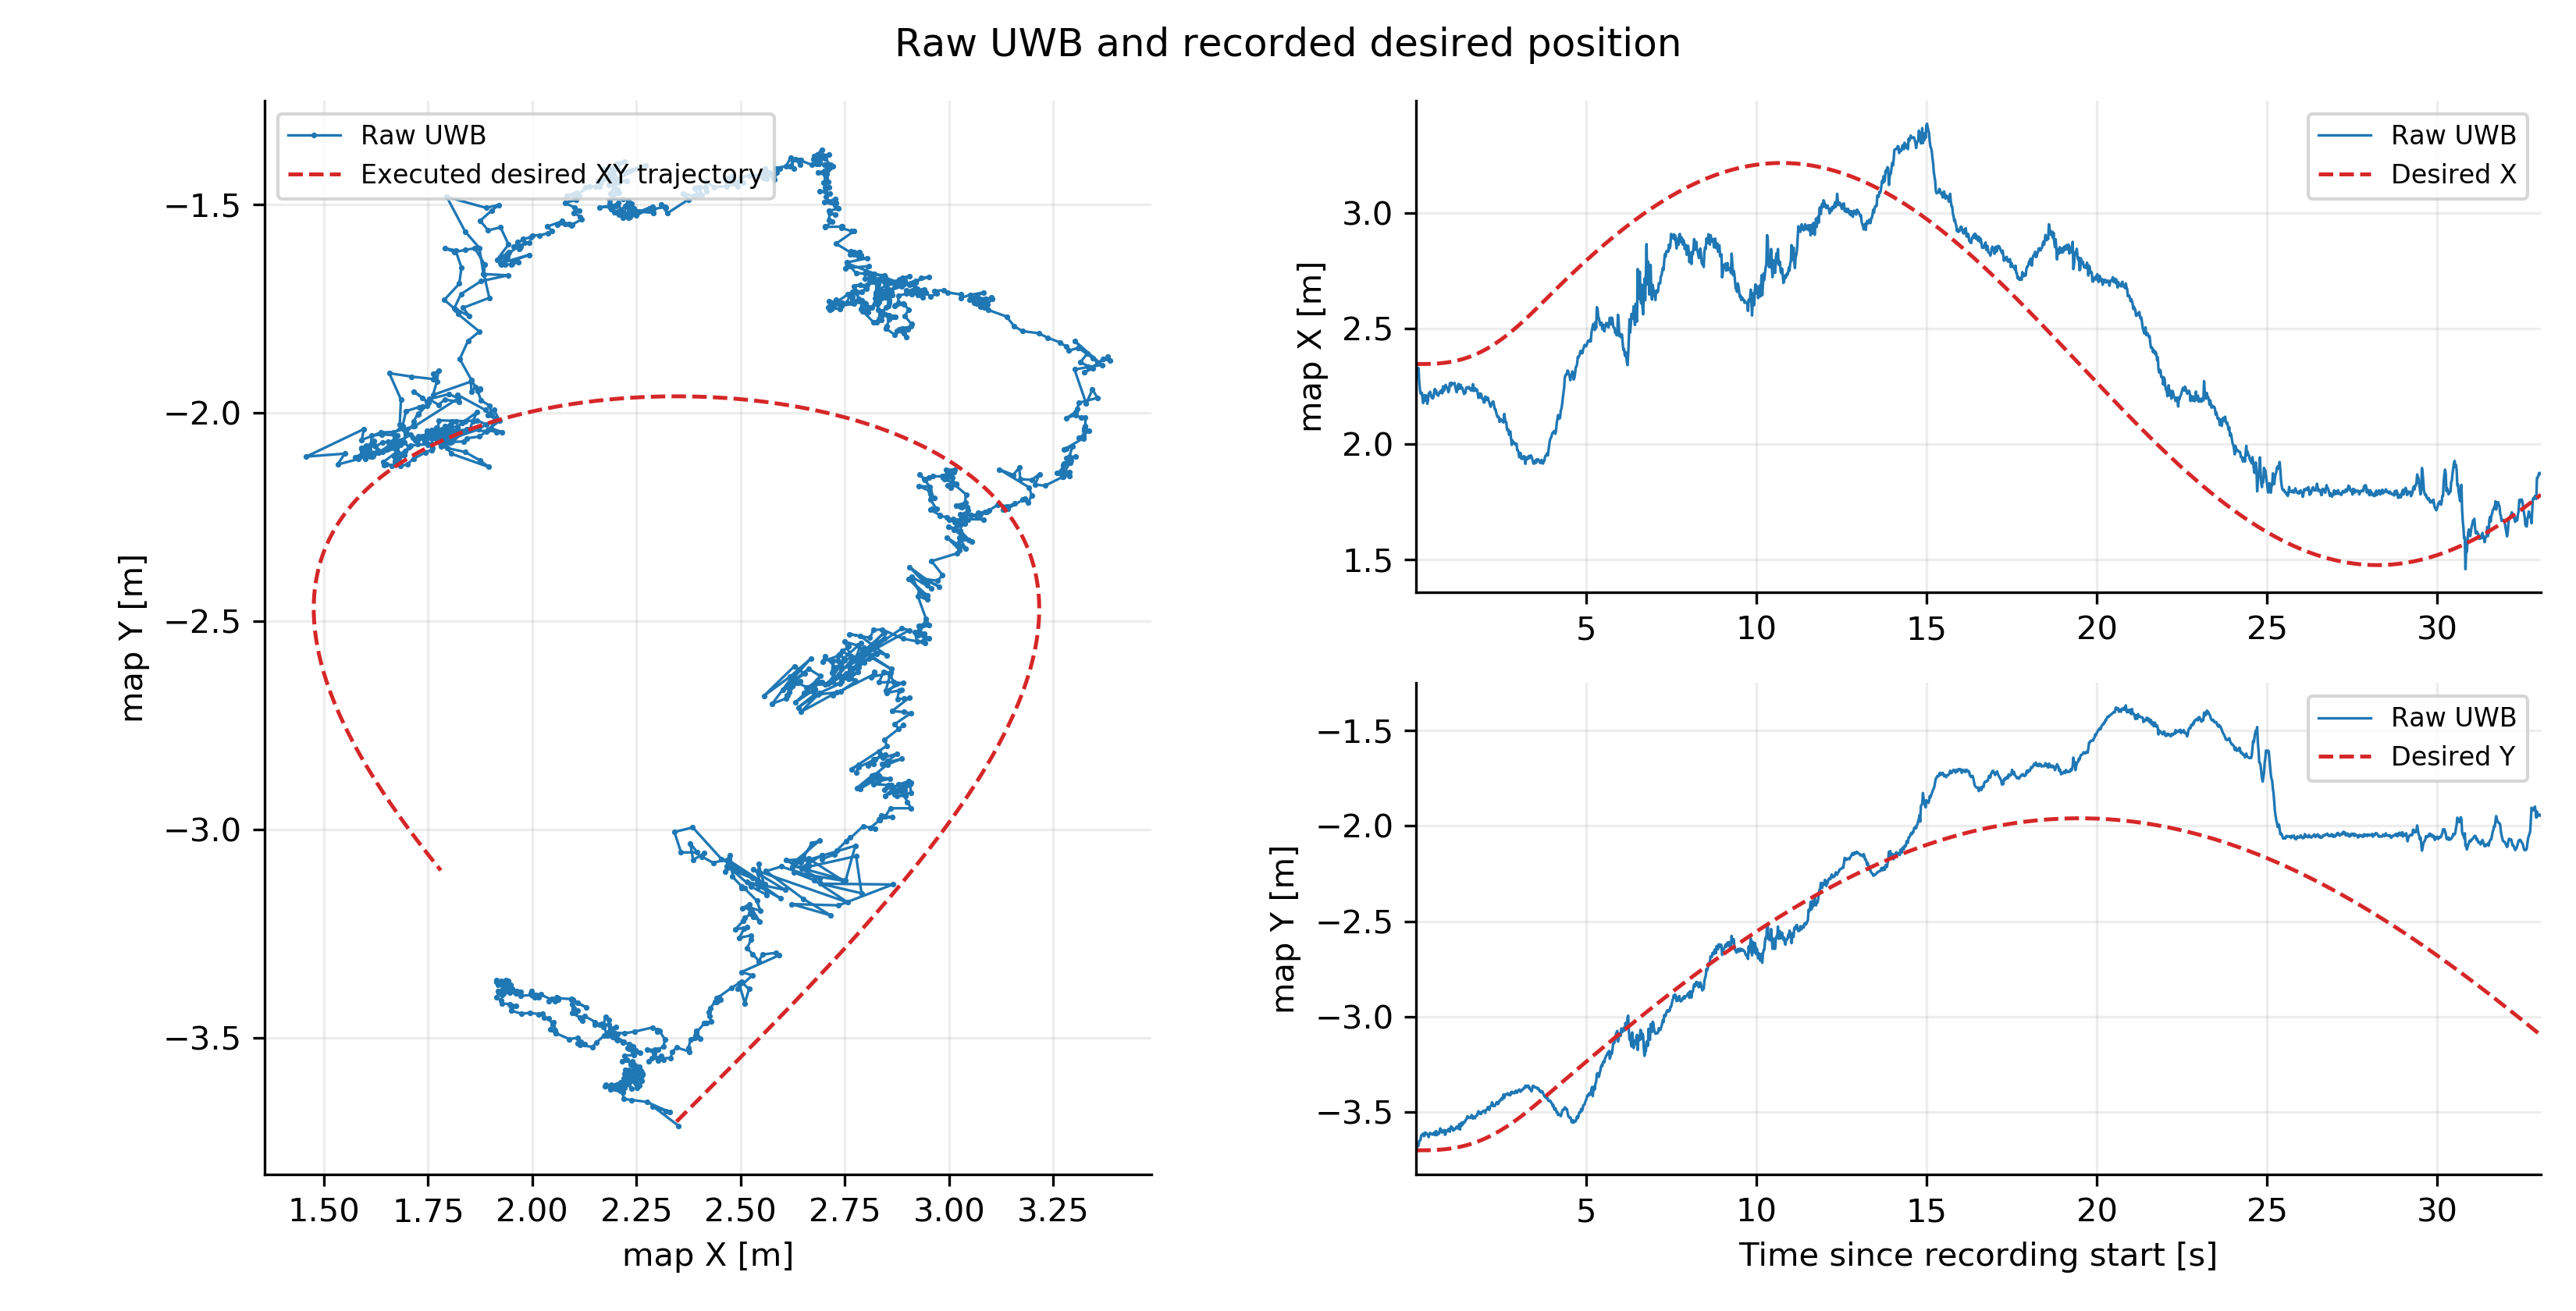 Raw UWB and recorded desired position
Raw UWB
Executed desired XY trajectory
−1.5
−2.0
−2.5
−3.0
−3.5
map Y [m]
1.50 1.75 2.00 2.25 2.50 2.75 3.00 3.25
map X [m]
Raw UWB
Desired X
3.0
2.5
2.0
1.5
map X [m]
5 10 15 20 25 30
Raw UWB
Desired Y
−1.5
−2.0
−2.5
−3.0
−3.5
map Y [m]
5 10 15 20 25 30
Time since recording start [s]